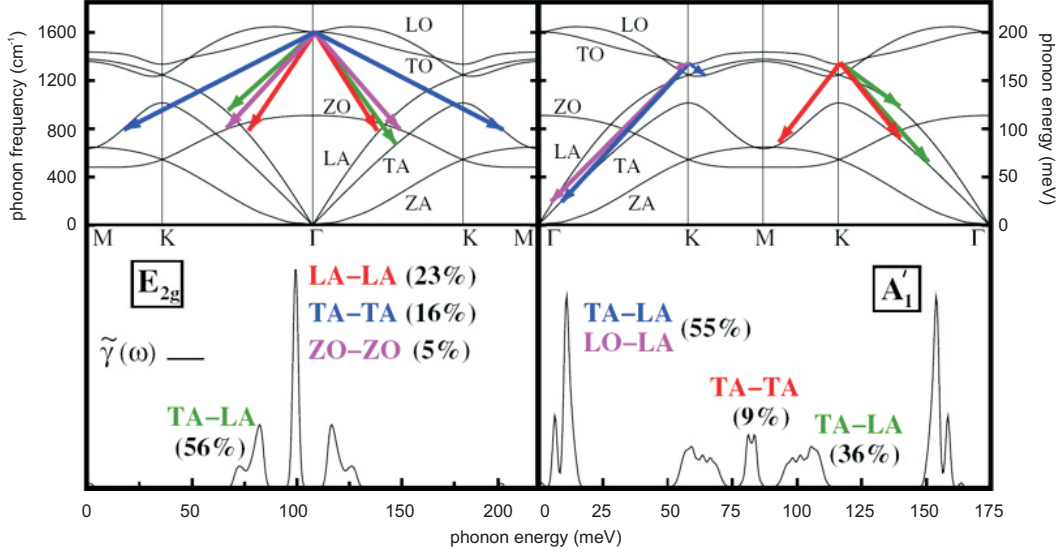 phonon frequency (cm⁻¹)
1600
1200
800
400
0
LO
TO
ZO
LA
TA
ZA
M K Γ K M
LO
TO
ZO
LA
TA
ZA
Γ K M K Γ
200
150
100
50
0
phonon energy (meV)
E2g
γ̃(ω)
LA–LA (23%)
TA–TA (16%)
ZO–ZO (5%)
TA–LA
(56%)
A′1
TA–LA
LO–LA
(55%)
TA–TA
(9%)
TA–LA
(36%)
0 50 100 150 200
0 25 50 75 100 125 150 175
phonon energy (meV)